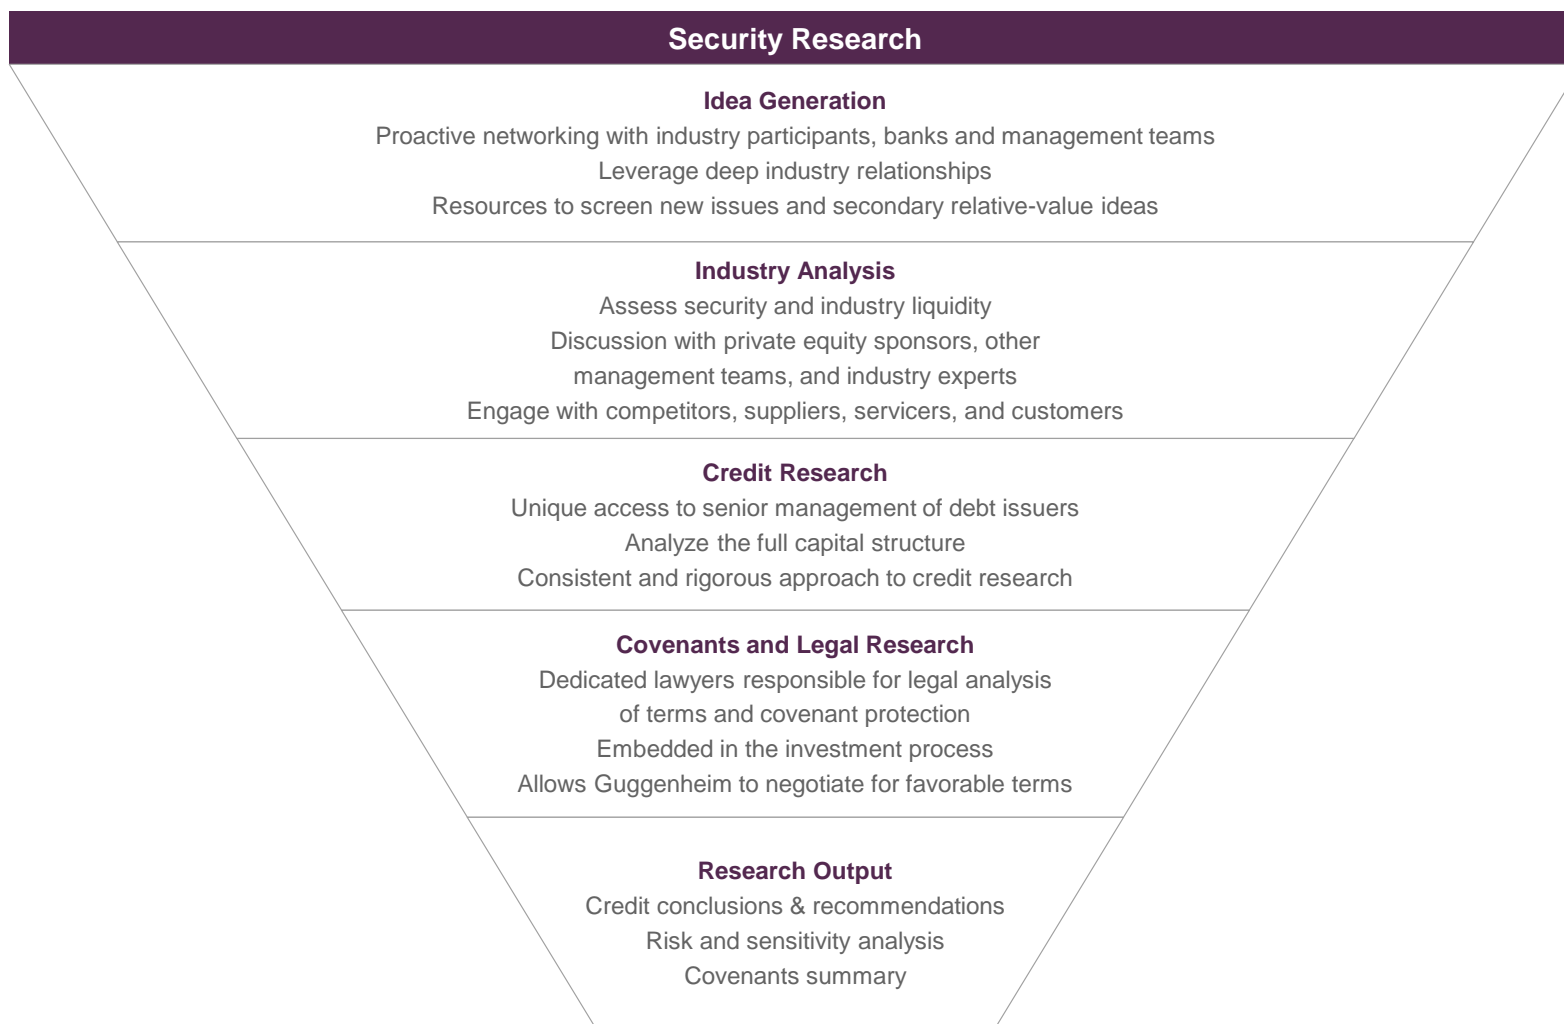 Security Research
Idea Generation
Proactive networking with industry participants, banks and management teams
Leverage deep industry relationships
Resources to screen new issues and secondary relative-value ideas
Industry Analysis
Assess security and industry liquidity
Discussion with private equity sponsors, other
management teams, and industry experts
Engage with competitors, suppliers, servicers, and customers
Credit Research
Unique access to senior management of debt issuers
Analyze the full capital structure
Consistent and rigorous approach to credit research
Covenants and Legal Research
Dedicated lawyers responsible for legal analysis
of terms and covenant protection
Embedded in the investment process
Allows Guggenheim to negotiate for favorable terms
Research Output
Credit conclusions & recommendations
Risk and sensitivity analysis
Covenants summary